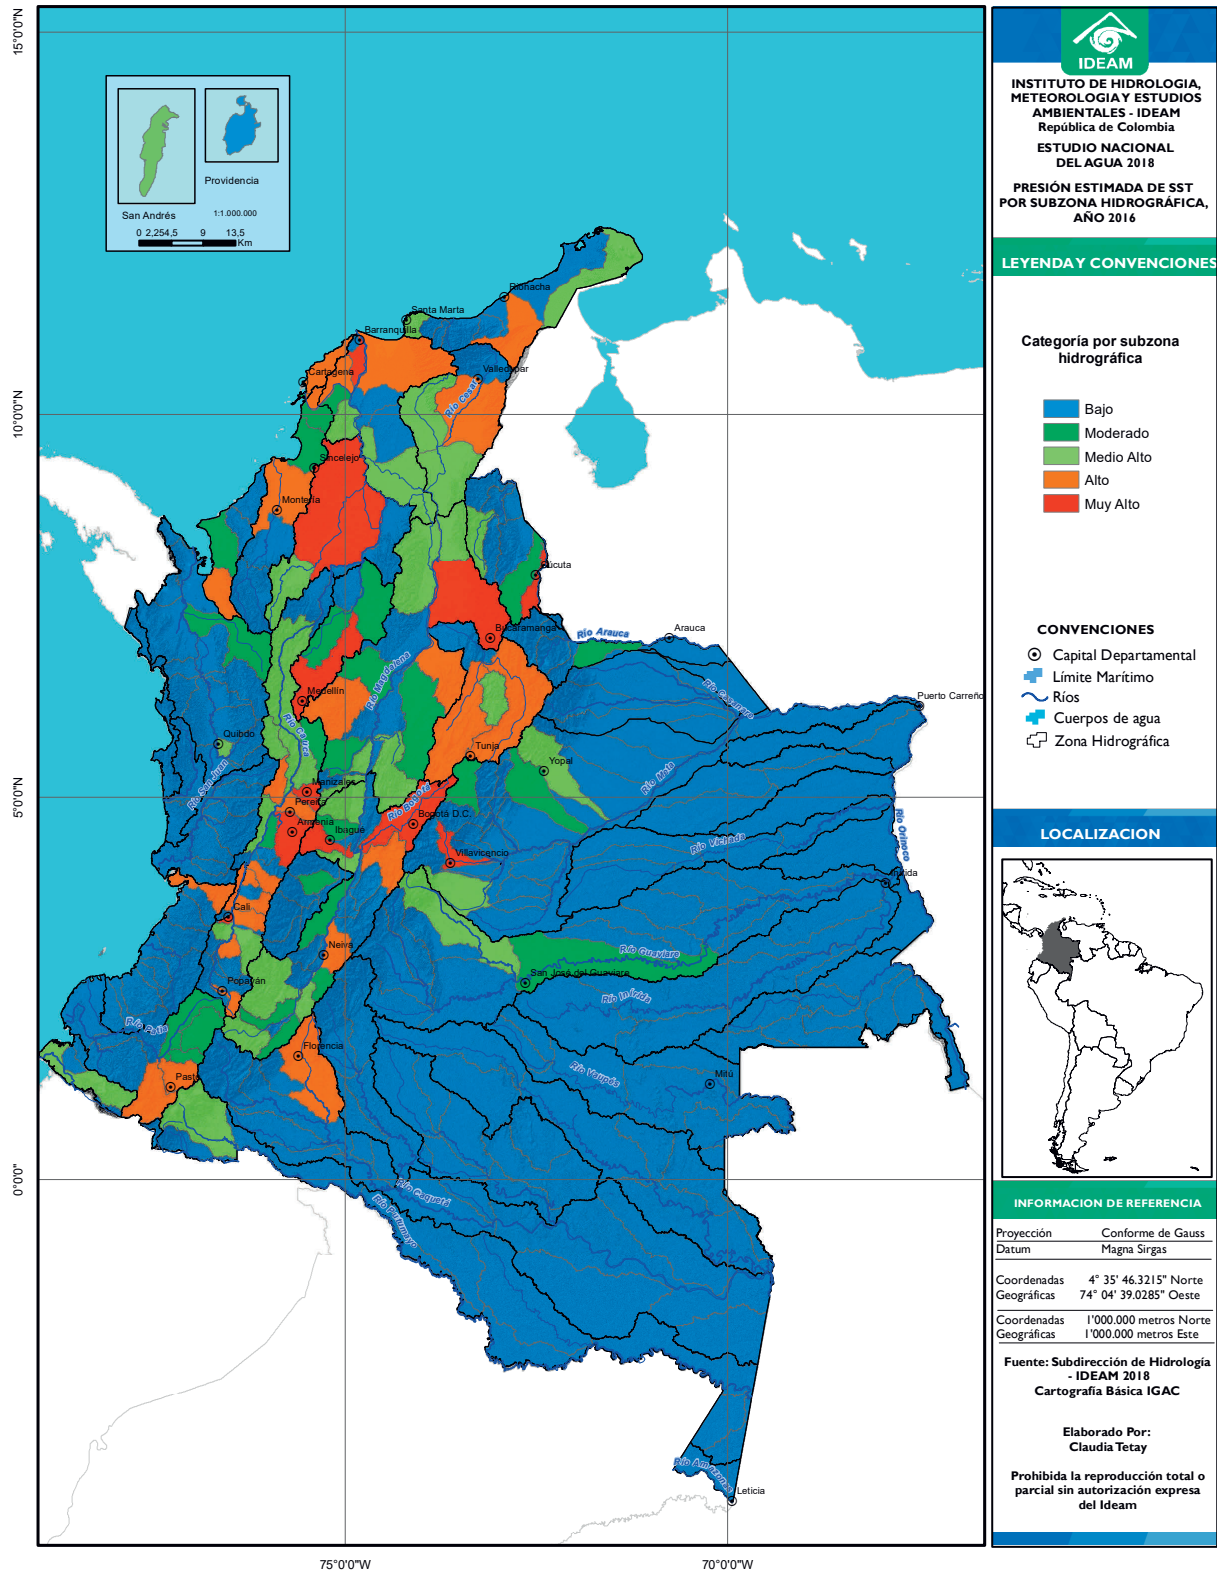 15°0'0"N
10°0'0"N
5°0'0"N
0°0'0"
75°0'0"W
70°0'0"W
San Andrés
Providencia
1:1.000.000
0 2,254,5 9 13,5
Km
Riohacha
Santa Marta
Barranquilla
Cartagena
Valledupar
Río Cesar
Sincelejo
Montería
Cúcuta
Bucaramanga
Río Arauca
Arauca
Río Magdalena
Medellín
Río Casanare
Puerto Carreño
Quibdo
Río Cauca
Río San Juan
Tunja
Yopal
Río Meta
Manizales
Pereira
Río Bogotá
Armenia
Ibagué
Bogotá D.C.
Río Vichada
Río Orinoco
Villavicencio
Inírida
Cali
Neiva
Río Guaviare
San José del Guaviare
Popayán
Río Inírida
Río Patía
Florencia
Río Vaupés
Pasto
Mitú
Río Caquetá
Río Putumayo
Río Amazonas
Leticia
IDEAM
INSTITUTO DE HIDROLOGIA,
METEOROLOGIA Y ESTUDIOS
AMBIENTALES - IDEAM
República de Colombia
ESTUDIO NACIONAL
DEL AGUA 2018
PRESIÓN ESTIMADA DE SST
POR SUBZONA HIDROGRÁFICA,
AÑO 2016
LEYENDA Y CONVENCIONES
Categoría por subzona
hidrográfica
Bajo
Moderado
Medio Alto
Alto
Muy Alto
CONVENCIONES
Capital Departamental
Límite Marítimo
Ríos
Cuerpos de agua
Zona Hidrográfica
LOCALIZACION
INFORMACION DE REFERENCIA
Proyección Conforme de Gauss
Datum Magna Sirgas
Coordenadas 4° 35' 46.3215" Norte
Geográficas 74° 04' 39.0285" Oeste
Coordenadas 1'000.000 metros Norte
Geográficas 1'000.000 metros Este
Fuente: Subdirección de Hidrología
- IDEAM 2018
Cartografía Básica IGAC
Elaborado Por:
Claudia Tetay
Prohibida la reproducción total o
parcial sin autorización expresa
del Ideam